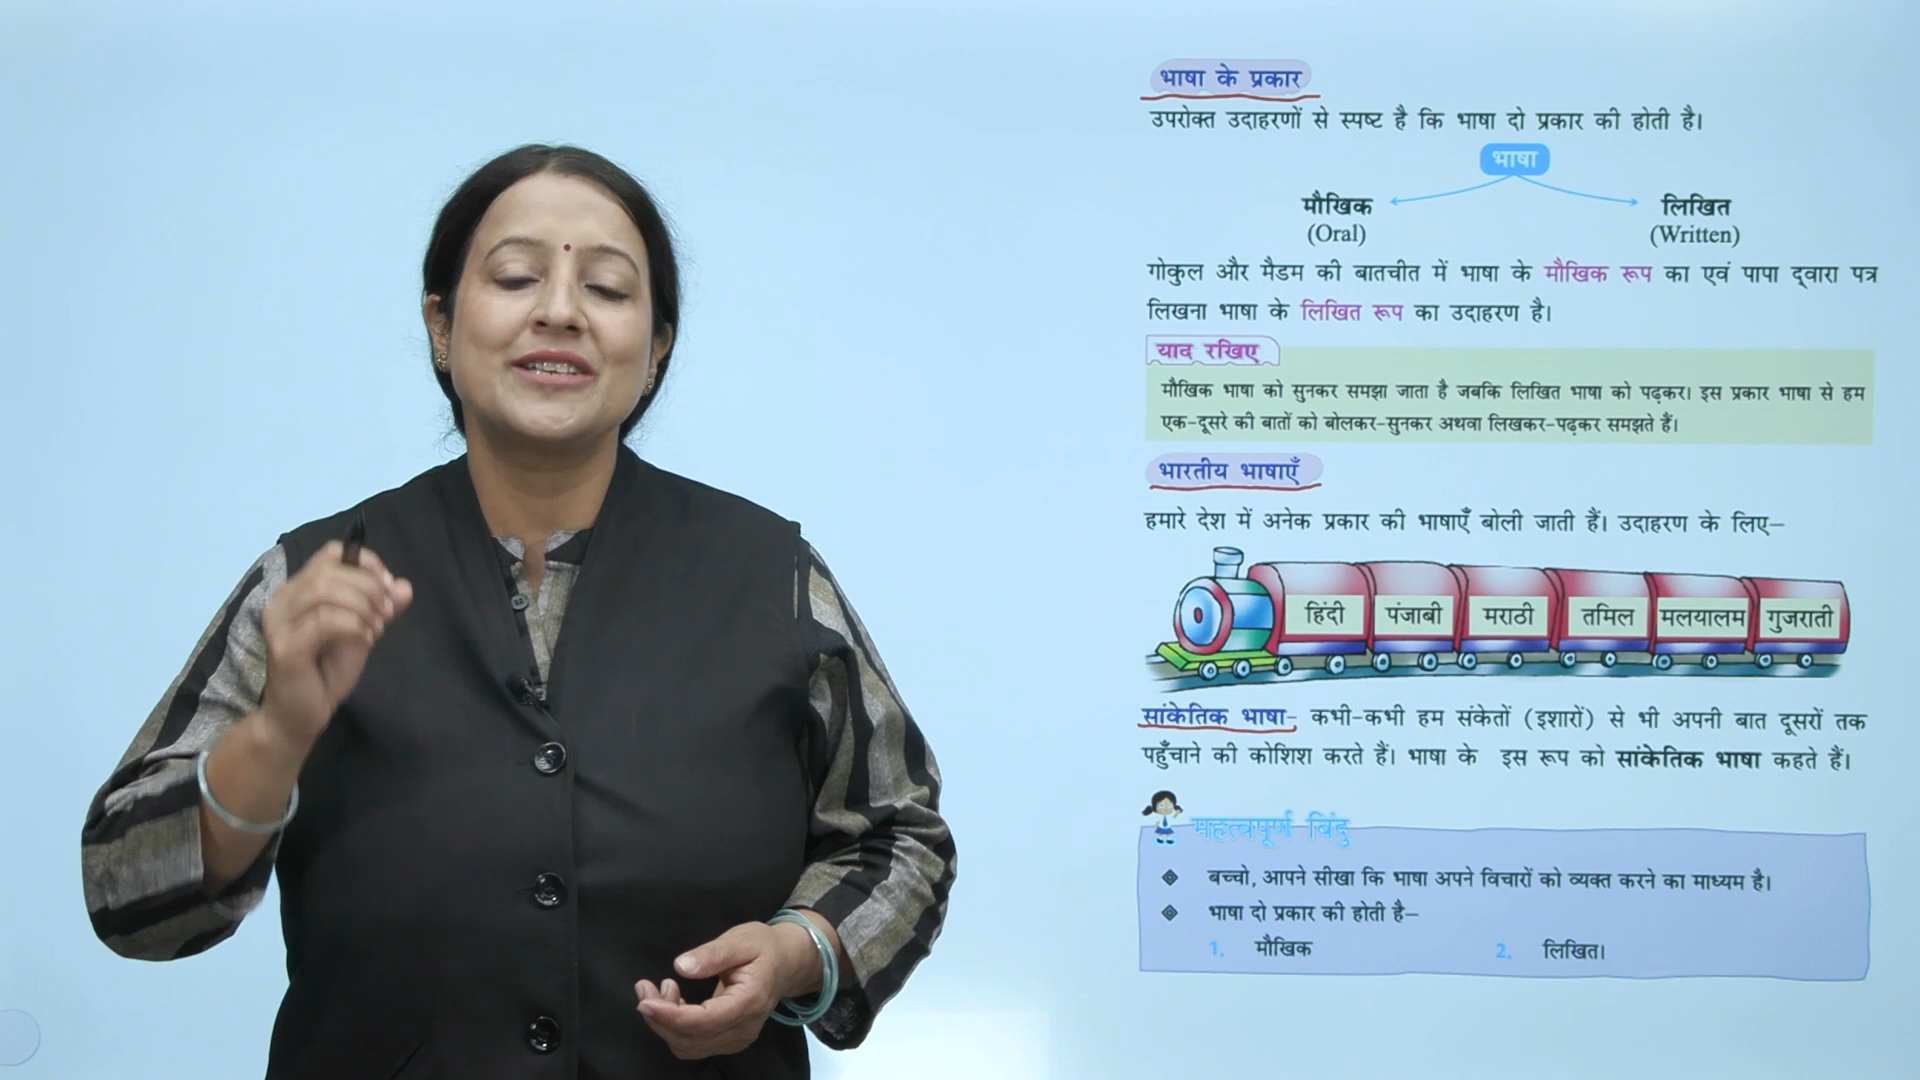 भाषा के प्रकार
उपरोक्त उदाहरणों से स्पष्ट है कि भाषा दो प्रकार की होती है।
भाषा
मौखिक लिखित
(Oral) (Written)
गोकुल और मैडम की बातचीत में भाषा के मौखिक रूप का एवं पापा द्वारा पत्र
लिखना भाषा के लिखित रूप का उदाहरण है।
याद रखिए
मौखिक भाषा को सुनकर समझा जाता है जबकि लिखित भाषा को पढ़कर। इस प्रकार भाषा से हम
एक-दूसरे की बातों को बोलकर-सुनकर अथवा लिखकर-पढ़कर समझते हैं।
भारतीय भाषाएँ
हमारे देश में अनेक प्रकार की भाषाएँ बोली जाती हैं। उदाहरण के लिए–
हिंदी पंजाबी मराठी तमिल मलयालम गुजराती
सांकेतिक भाषा- कभी-कभी हम संकेतों (इशारों) से भी अपनी बात दूसरों तक
पहुँचाने की कोशिश करते हैं। भाषा के इस रूप को सांकेतिक भाषा कहते हैं।
महत्वपूर्ण बिंदु
बच्चो, आपने सीखा कि भाषा अपने विचारों को व्यक्त करने का माध्यम है।
भाषा दो प्रकार की होती है–
1. मौखिक 2. लिखित।